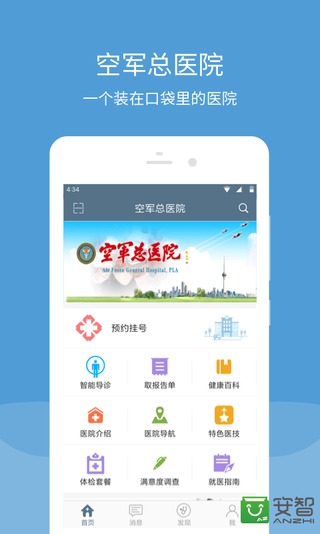 空军总医院
一个装在口袋里的医院
4:34
空军总医院
空军总医院
Air Force General Hospital, PLA
预约挂号
智能导诊
取报告单
健康百科
医院介绍
医院导航
特色医技
体检套餐
满意度调查
就医指南
首页
消息
发现
我
安智
ANZHI